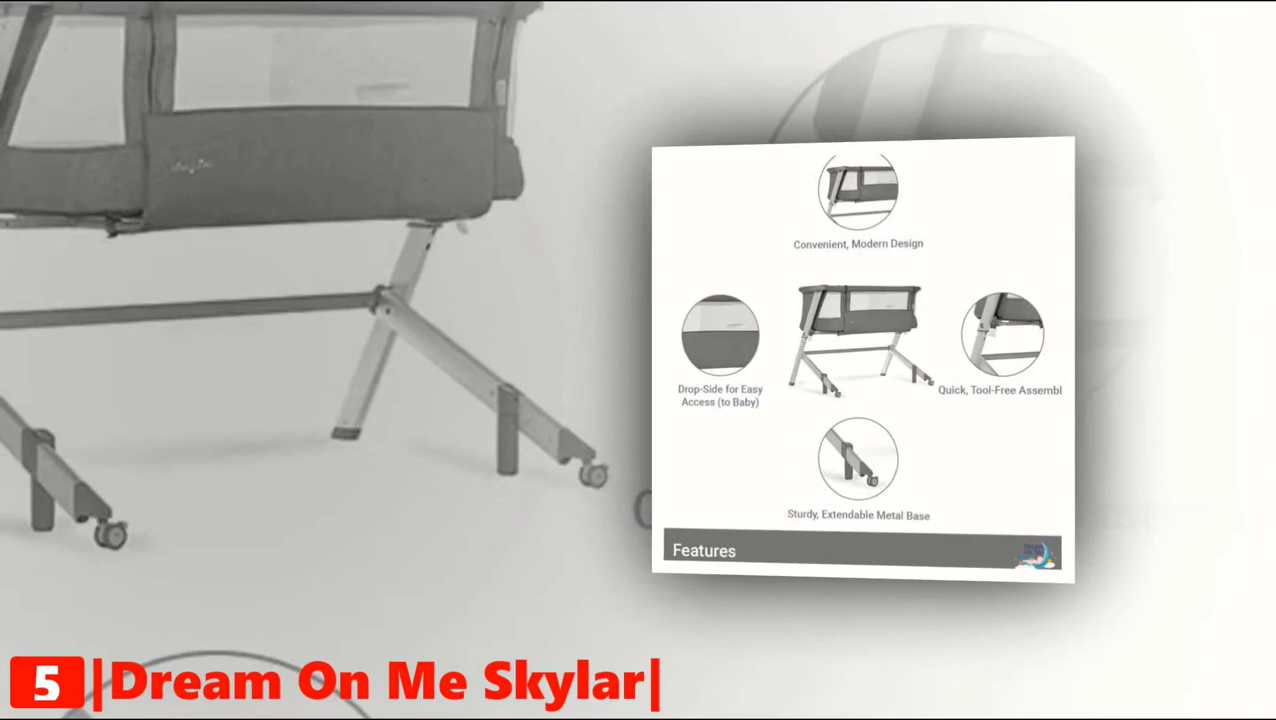 Convenient, Modern Design
Drop-Side for Easy
Access (to Baby)
Quick, Tool-Free Assembl
Sturdy, Extendable Metal Base
Features
5 |Dream On Me Skylar|